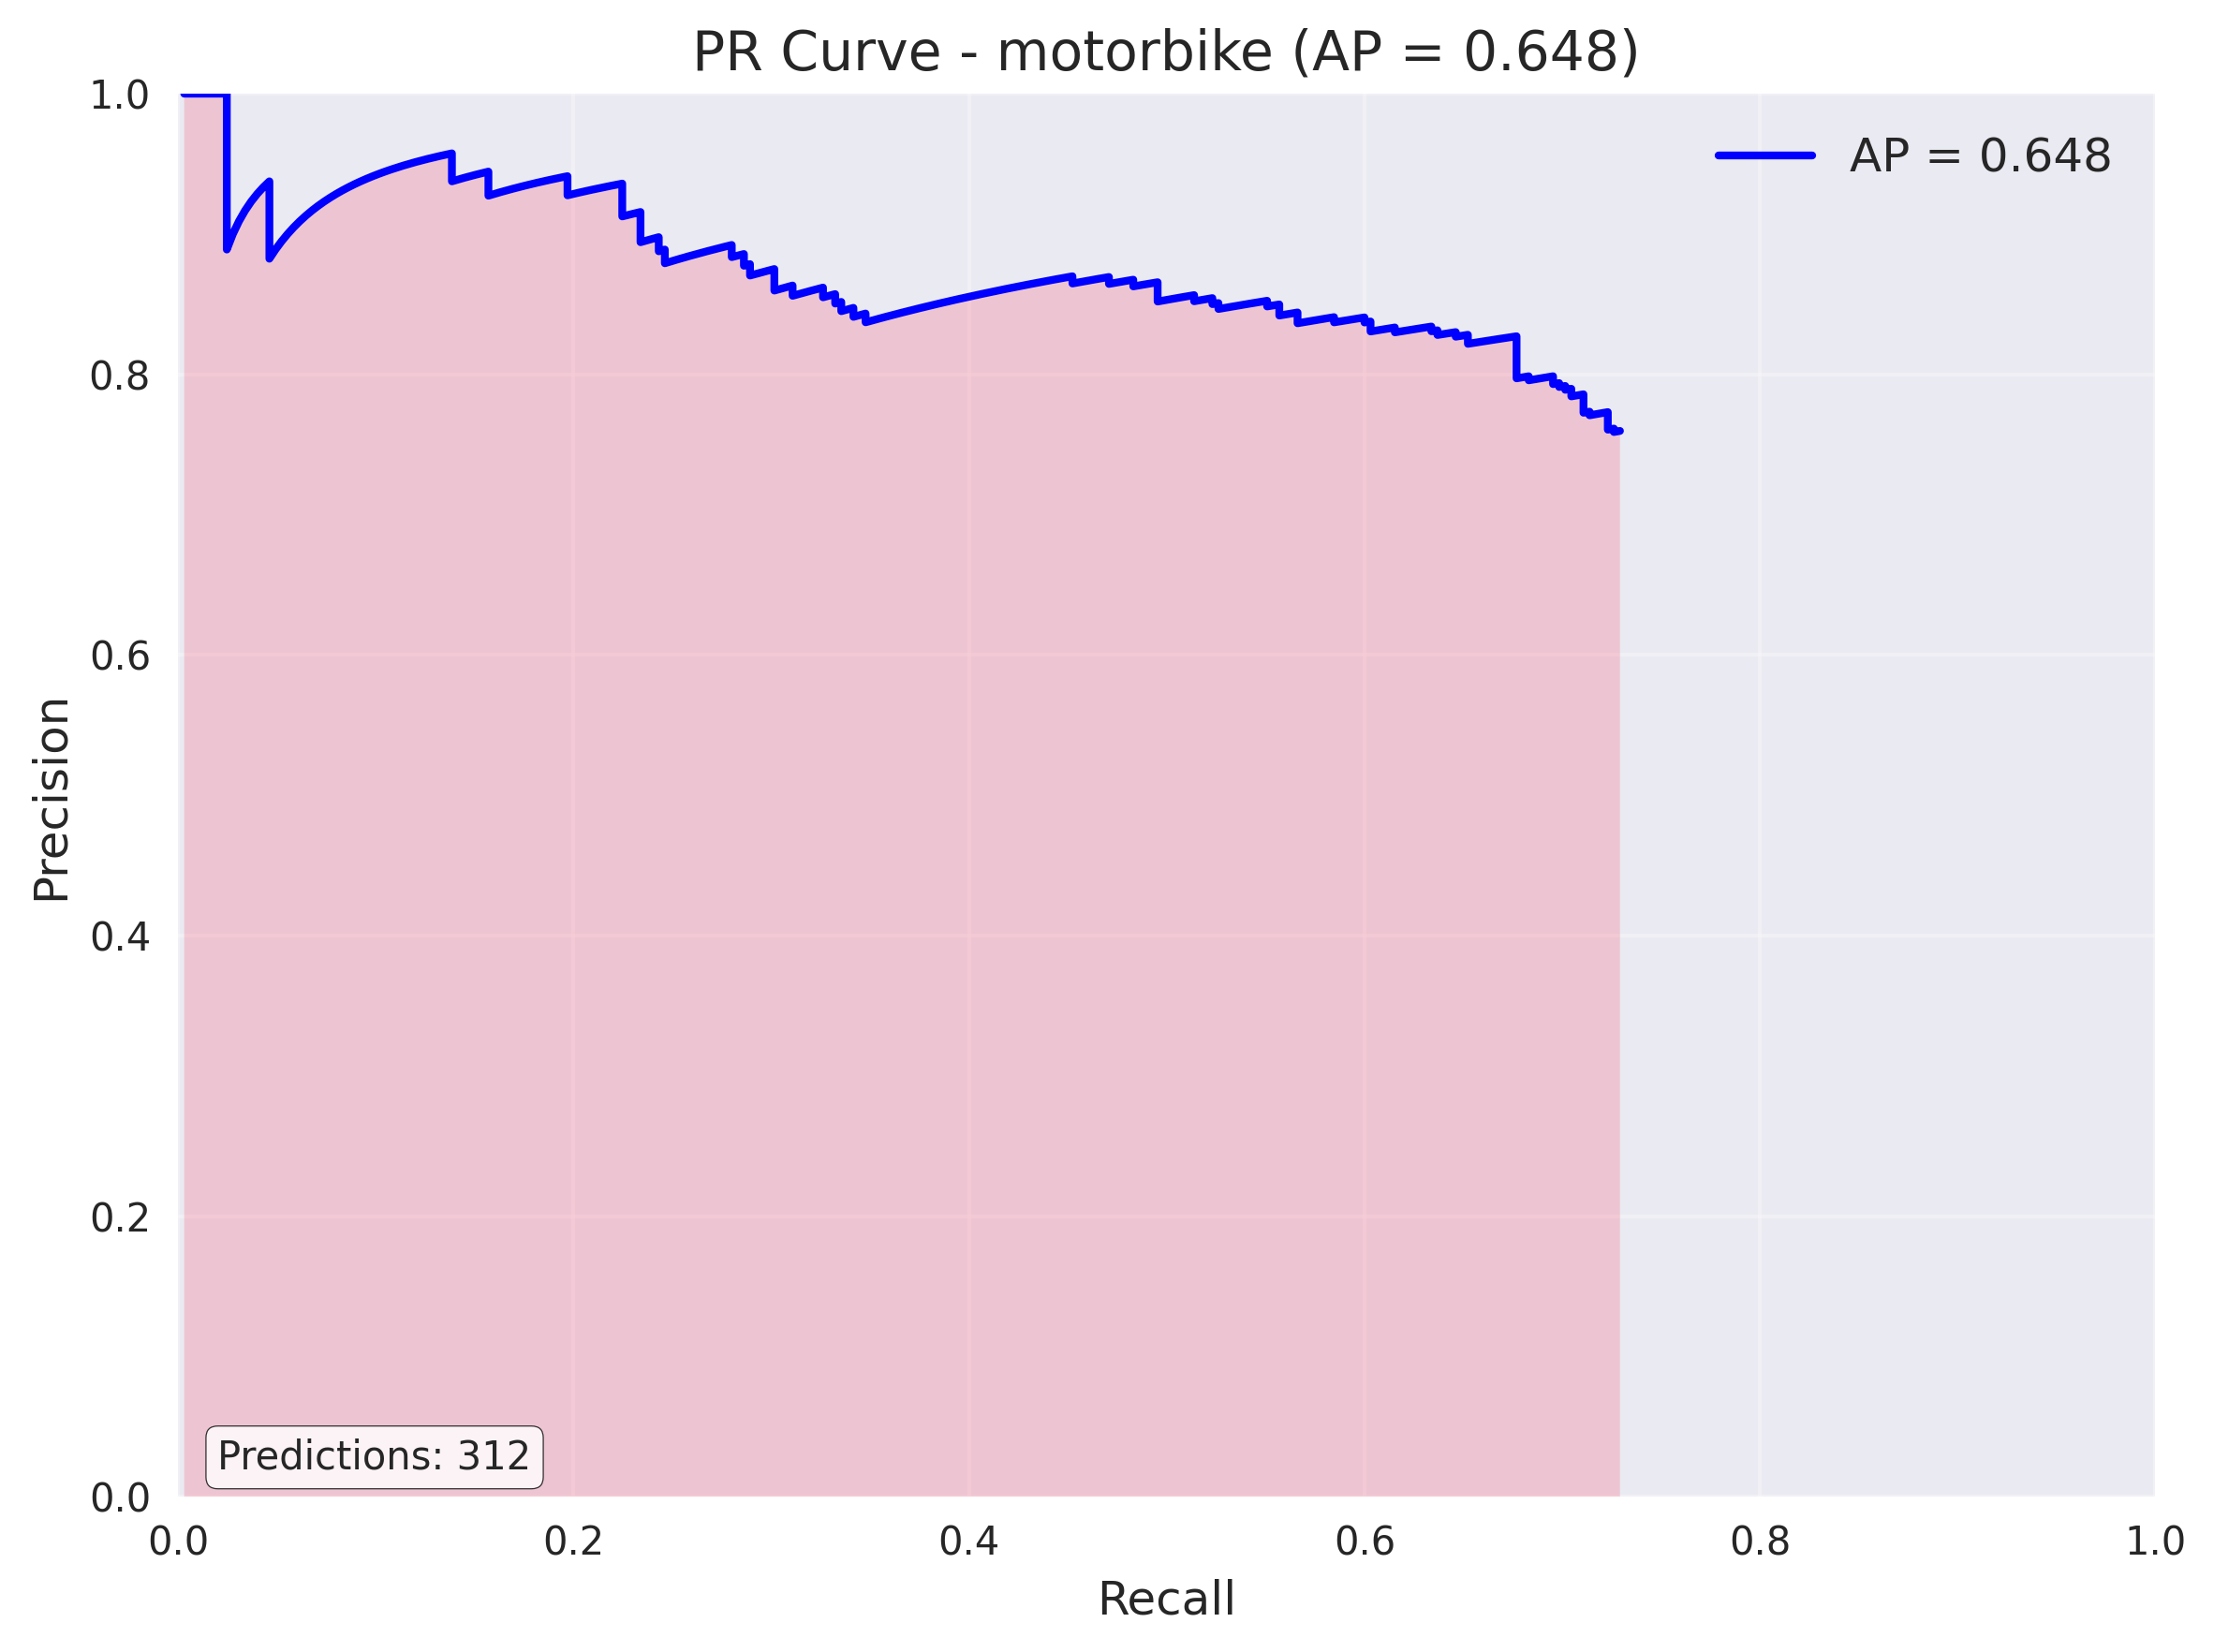 PR Curve - motorbike (AP = 0.648)
AP = 0.648
1.0
0.8
0.6
0.4
0.2
0.0
Precision
Predictions: 312
0.0 0.2 0.4 0.6 0.8 1.0
Recall